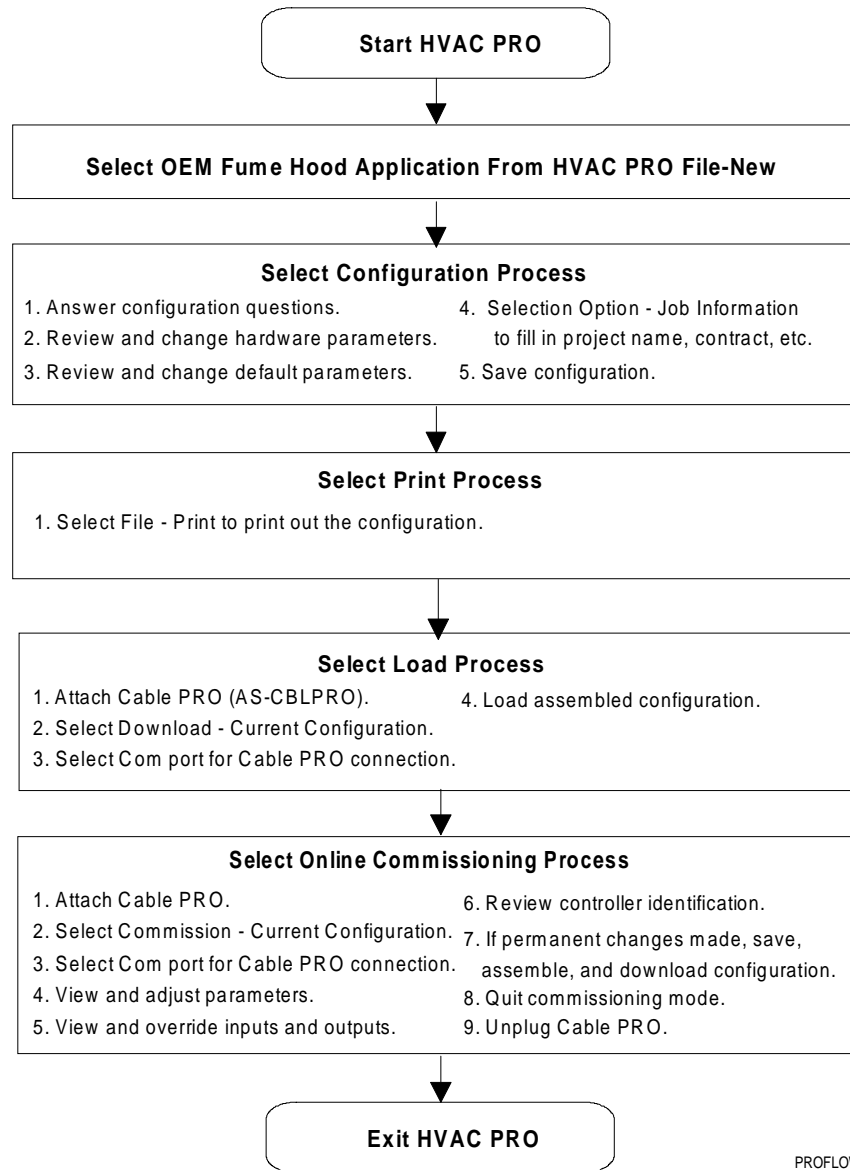 Start HVAC PRO
Select OEM Fume Hood Application From HVAC PRO File-New
Select Configuration Process
1. Answer configuration questions.
2. Review and change hardware parameters.
3. Review and change default parameters.
4. Selection Option - Job Information
to fill in project name, contract, etc.
5. Save configuration.
Select Print Process
1. Select File - Print to print out the configuration.
Select Load Process
1. Attach Cable PRO (AS-CBLPRO).
2. Select Download - Current Configuration.
3. Select Com port for Cable PRO connection.
4. Load assembled configuration.
Select Online Commissioning Process
1. Attach Cable PRO.
2. Select Commission - Current Configuration.
3. Select Com port for Cable PRO connection.
4. View and adjust parameters.
5. View and override inputs and outputs.
6. Review controller identification.
7. If permanent changes made, save,
assemble, and download configuration.
8. Quit commissioning mode.
9. Unplug Cable PRO.
Exit HVAC PRO